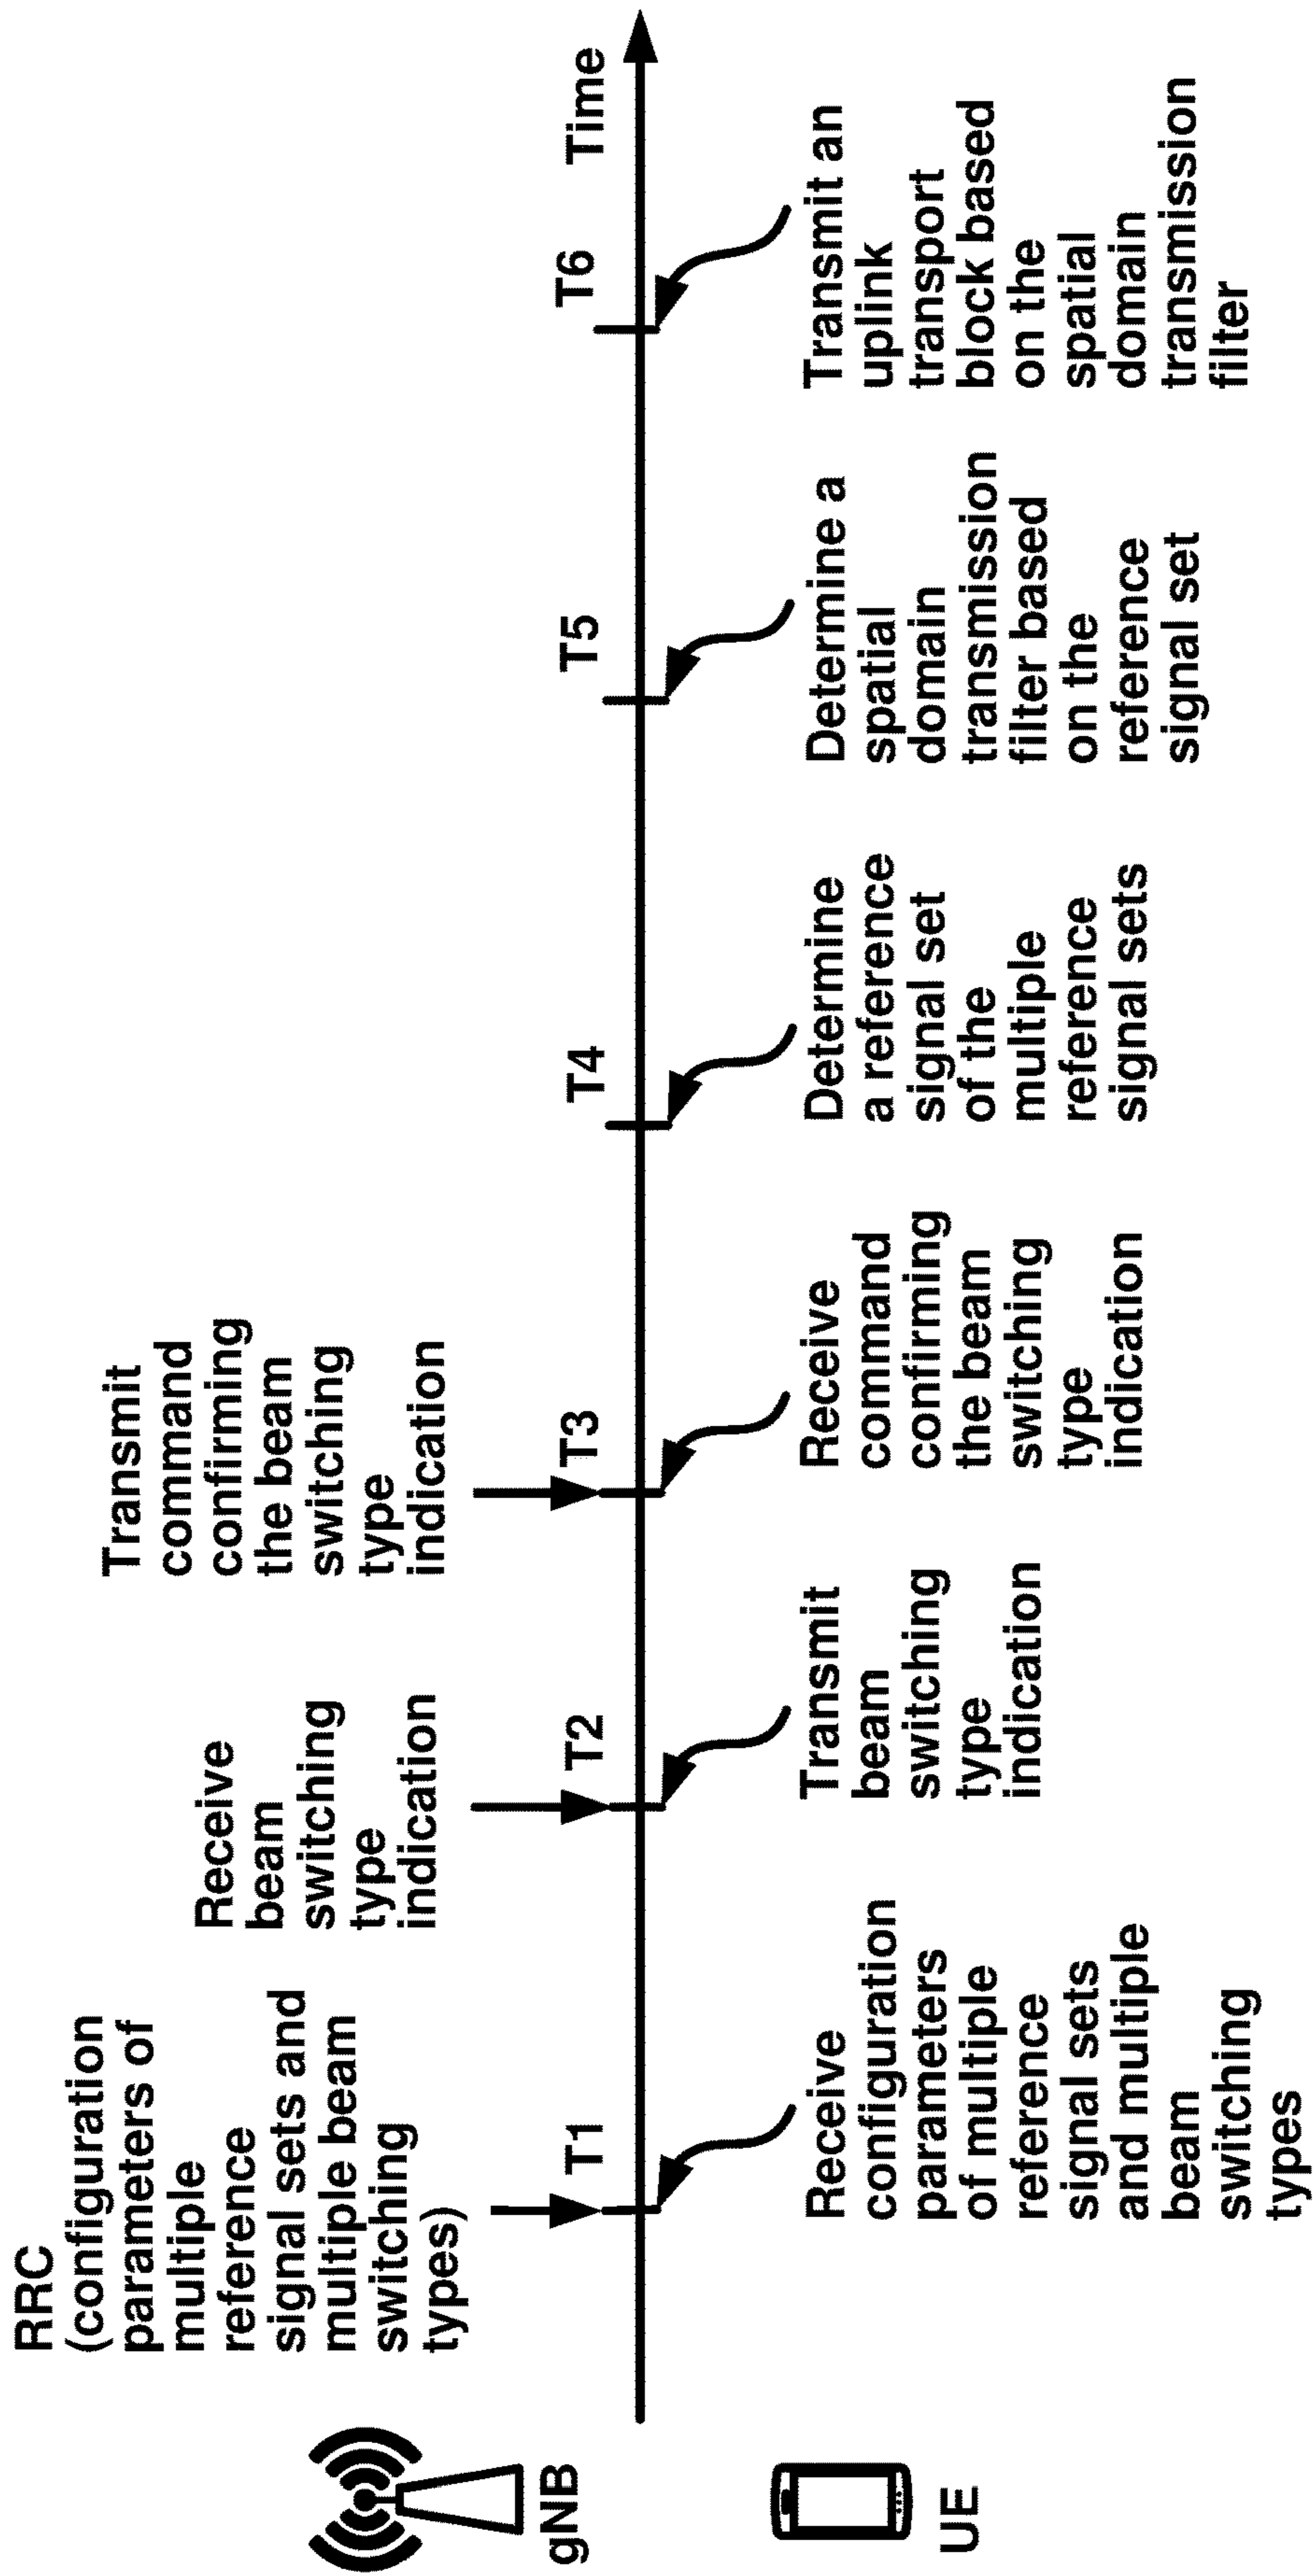 gNB
UE
RRC
(configuration
parameters of
multiple
reference
signal sets and
multiple beam
switching
types)
Receive
beam
switching
type
indication
Transmit
command
confirming
the beam
switching
type
indication
T1
T2
T3
T4
T5
T6
Time
Receive
configuration
parameters
of multiple
reference
signal sets
and multiple
beam
switching
types
Transmit
beam
switching
type
indication
Receive
command
confirming
the beam
switching
type
indication
Determine
a reference
signal set
of the
multiple
reference
signal sets
Determine a
spatial
domain
transmission
filter based
on the
reference
signal set
Transmit an
uplink
transport
block based
on the
spatial
domain
transmission
filter